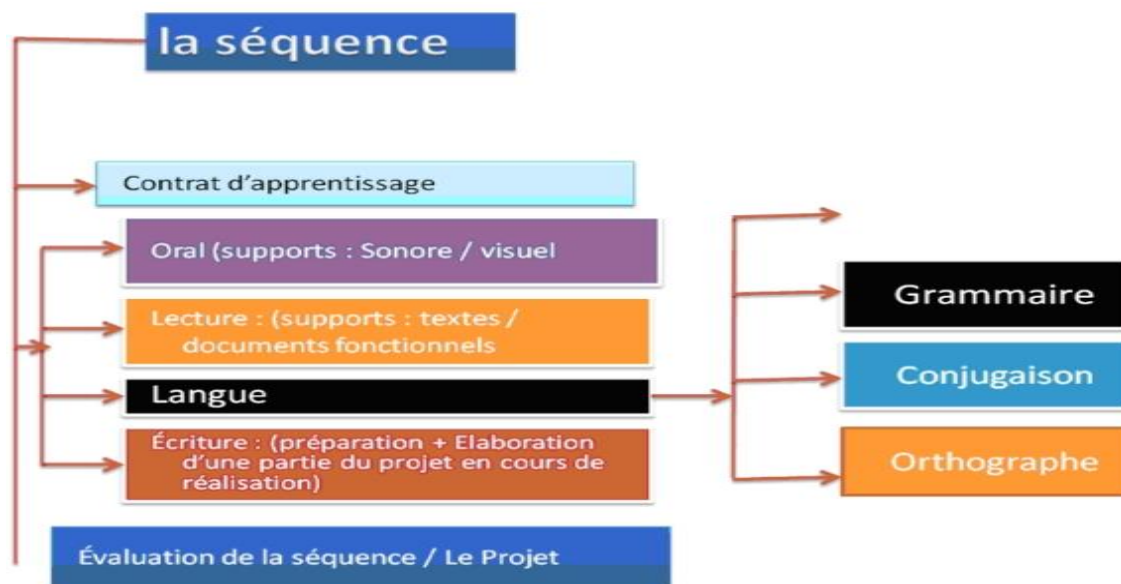 la séquence
Contrat d'apprentissage
Oral (supports : Sonore / visuel
Lecture : (supports : textes /
documents fonctionnels
Langue
Écriture : (préparation + Elaboration
d'une partie du projet en cours de
réalisation)
Évaluation de la séquence / Le Projet
Grammaire
Conjugaison
Orthographe